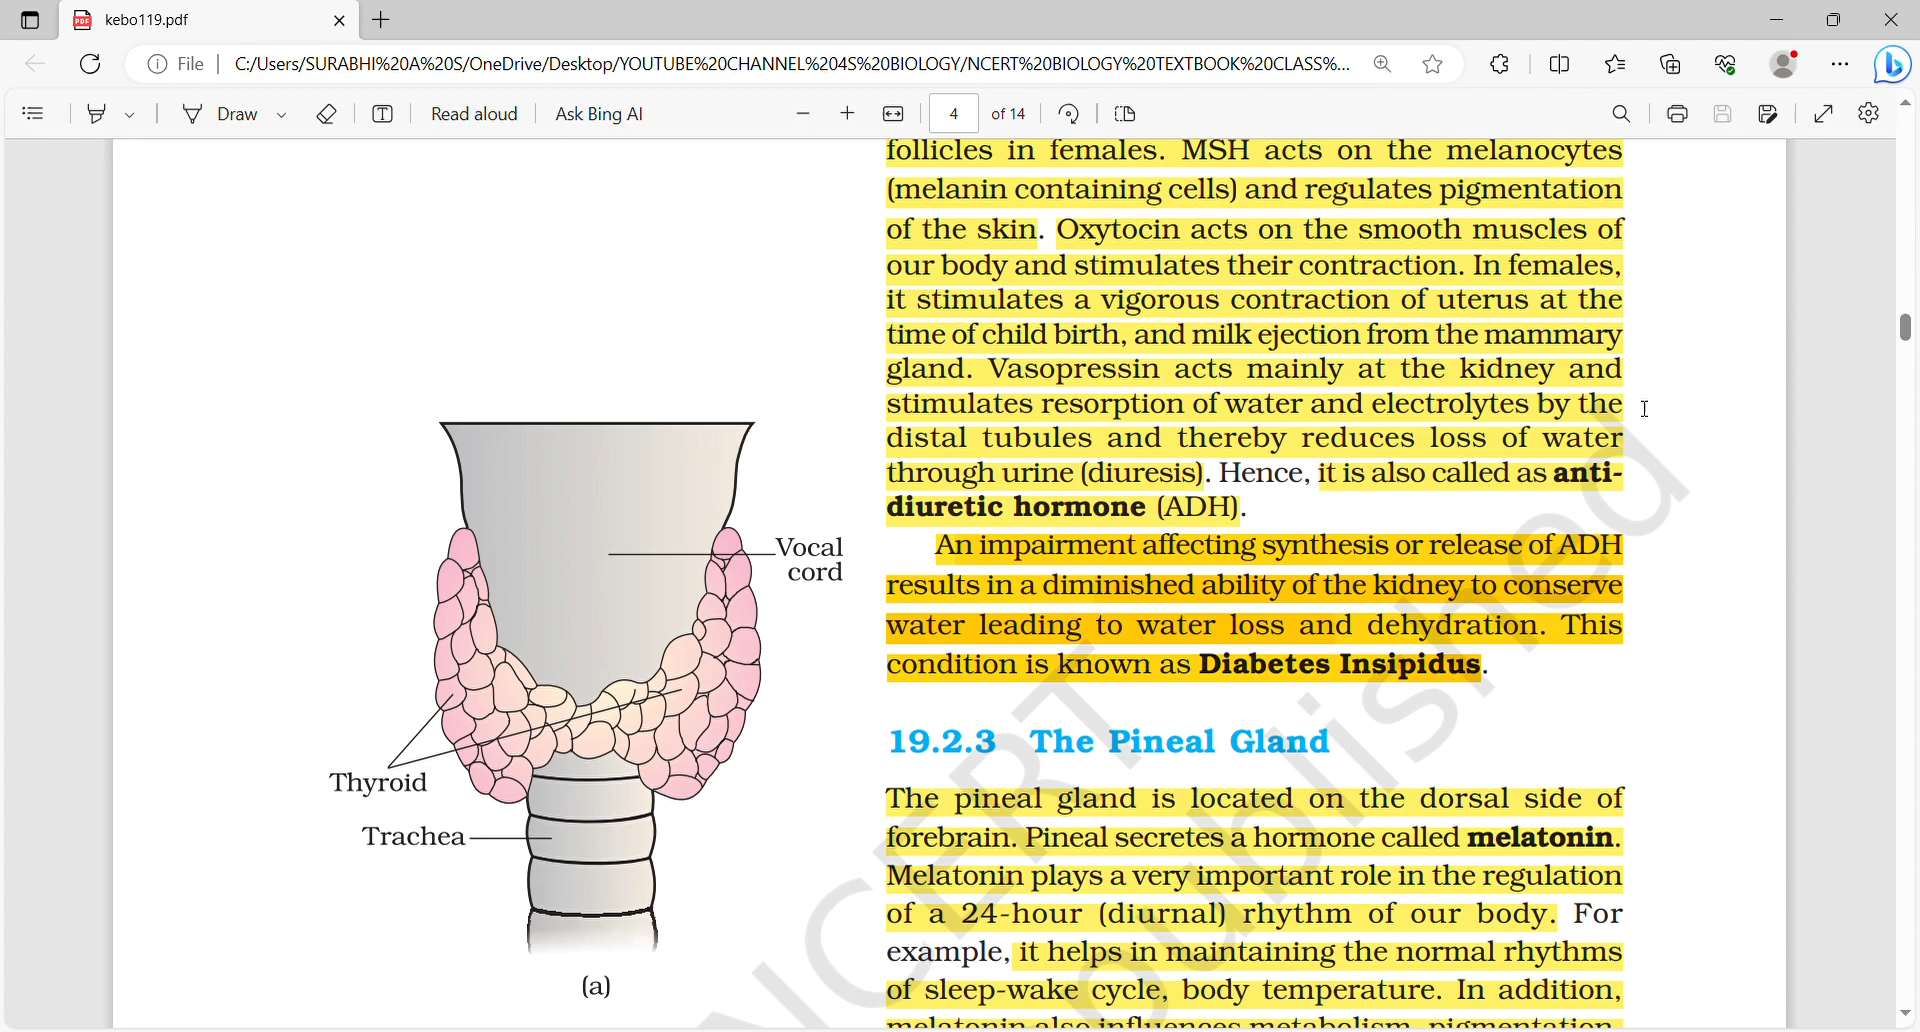 kebo119.pdf
File
C:/Users/SURABHI%20A%20S/OneDrive/Desktop/YOUTUBE%20CHANNEL%204S%20BIOLOGY/NCERT%20BIOLOGY%20TEXTBOOK%20CLASS%...
Draw
Read aloud
Ask Bing AI
4 of 14
follicles in females. MSH acts on the melanocytes
(melanin containing cells) and regulates pigmentation
of the skin. Oxytocin acts on the smooth muscles of
our body and stimulates their contraction. In females,
it stimulates a vigorous contraction of uterus at the
time of child birth, and milk ejection from the mammary
gland. Vasopressin acts mainly at the kidney and
stimulates resorption of water and electrolytes by the
distal tubules and thereby reduces loss of water
through urine (diuresis). Hence, it is also called as anti-
diuretic hormone (ADH).
An impairment affecting synthesis or release of ADH
results in a diminished ability of the kidney to conserve
water leading to water loss and dehydration. This
condition is known as Diabetes Insipidus.
19.2.3 The Pineal Gland
The pineal gland is located on the dorsal side of
forebrain. Pineal secretes a hormone called melatonin.
Melatonin plays a very important role in the regulation
of a 24-hour (diurnal) rhythm of our body. For
example, it helps in maintaining the normal rhythms
of sleep-wake cycle, body temperature. In addition,
melatonin also influences metabolism, pigmentation,
Vocal
cord
Thyroid
Trachea
(a)
NCERT
published